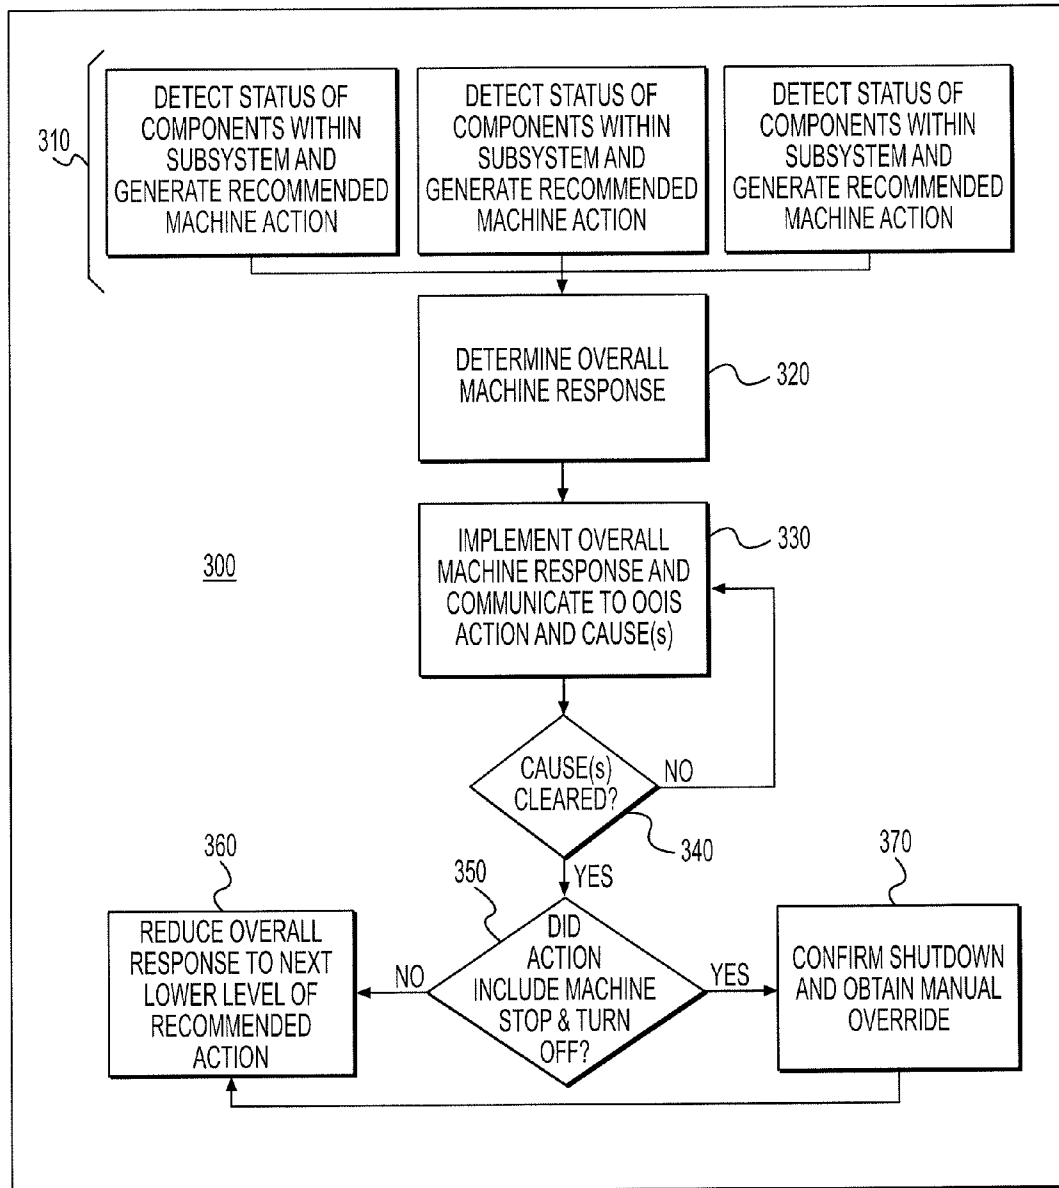 310
DETECT STATUS OF
COMPONENTS WITHIN
SUBSYSTEM AND
GENERATE RECOMMENDED
MACHINE ACTION
DETECT STATUS OF
COMPONENTS WITHIN
SUBSYSTEM AND
GENERATE RECOMMENDED
MACHINE ACTION
DETECT STATUS OF
COMPONENTS WITHIN
SUBSYSTEM AND
GENERATE RECOMMENDED
MACHINE ACTION
DETERMINE OVERALL
MACHINE RESPONSE
320
300
IMPLEMENT OVERALL
MACHINE RESPONSE AND
COMMUNICATE TO OOIS
ACTION AND CAUSE(s)
330
CAUSE(s)
CLEARED?
NO
340
YES
350
DID
ACTION
INCLUDE MACHINE
STOP & TURN
OFF?
NO
YES
360
REDUCE OVERALL
RESPONSE TO NEXT
LOWER LEVEL OF
RECOMMENDED
ACTION
370
CONFIRM SHUTDOWN
AND OBTAIN MANUAL
OVERRIDE